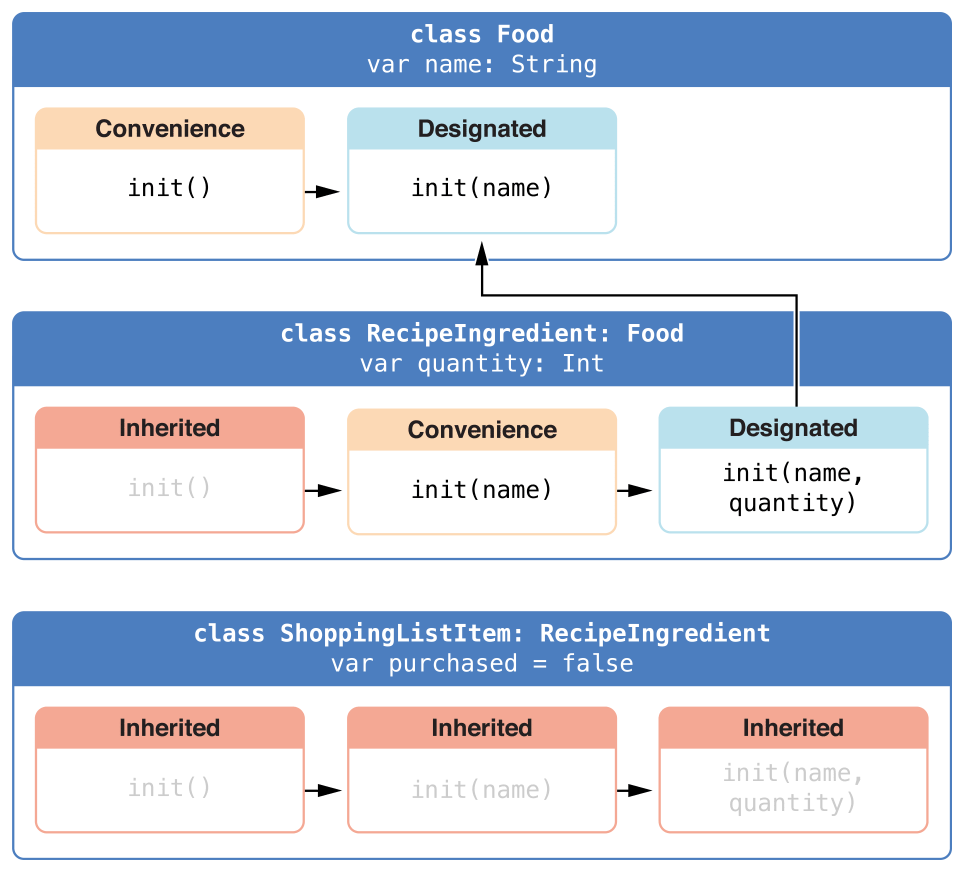 class Food
var name: String
Convenience
Designated
init()
init(name)
class RecipeIngredient: Food
var quantity: Int
Inherited
Convenience
Designated
init()
init(name)
init(name,
quantity)
class ShoppingListItem: RecipeIngredient
var purchased = false
Inherited
Inherited
Inherited
init()
init(name)
init(name,
quantity)